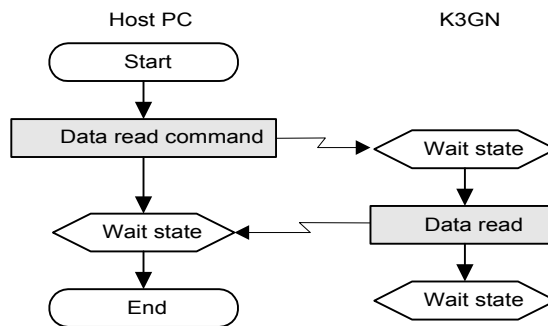 Host PC
K3GN
Start
Data read command
Wait state
Wait state
Data read
End
Wait state